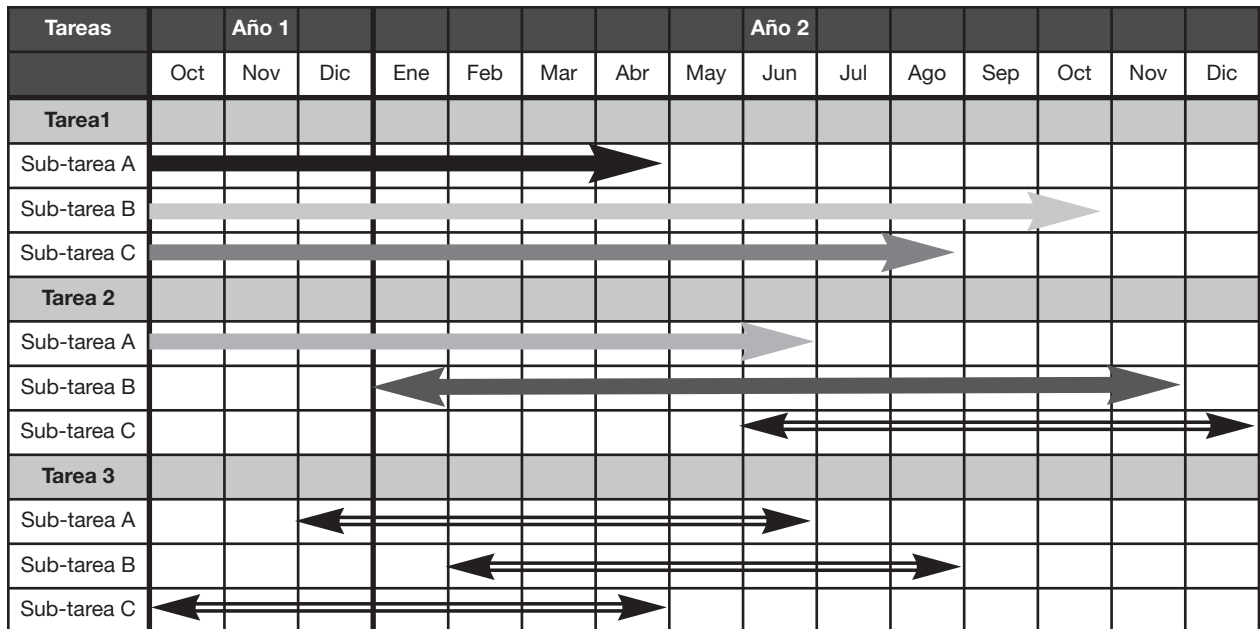 Tareas Año 1 Año 2
Oct Nov Dic Ene Feb Mar Abr May Jun Jul Ago Sep Oct Nov Dic
Tarea1
Sub-tarea A
Sub-tarea B
Sub-tarea C
Tarea 2
Sub-tarea A
Sub-tarea B
Sub-tarea C
Tarea 3
Sub-tarea A
Sub-tarea B
Sub-tarea C